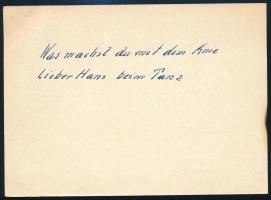 Was machst du mit dem Knie
lieber Hans beim Tanz